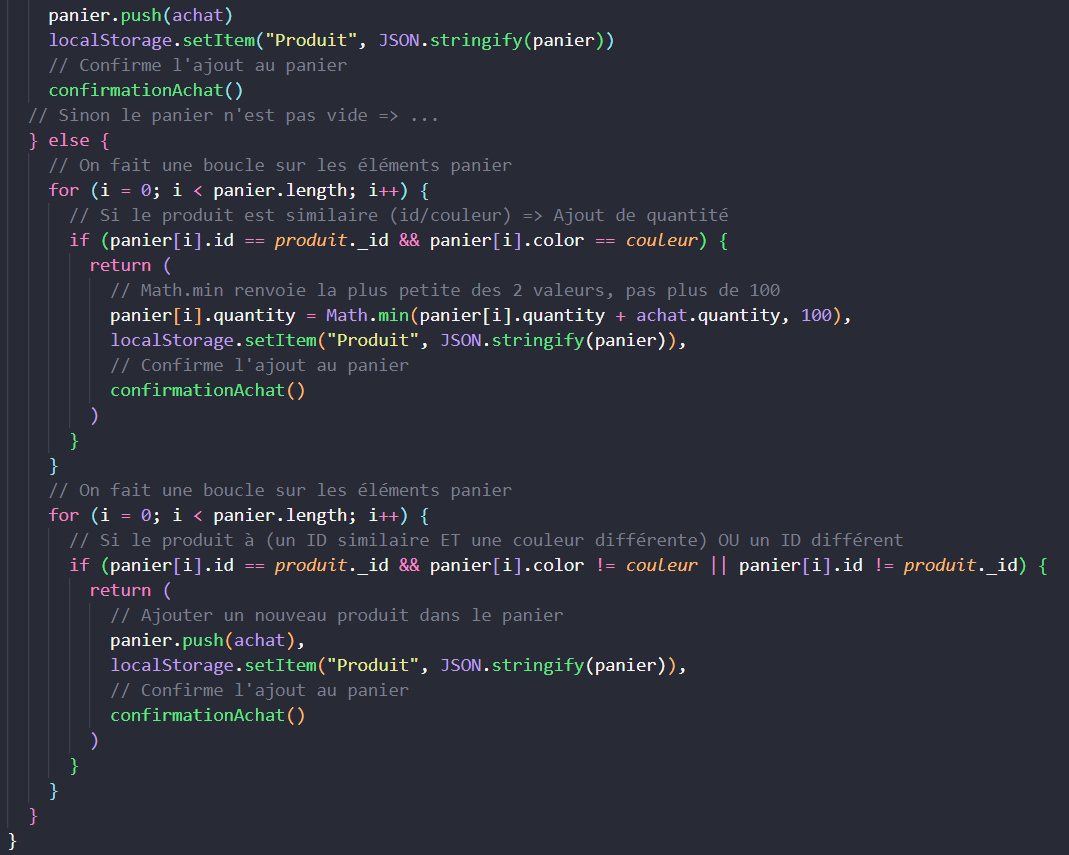 panier.push(achat)
localStorage.setItem("Produit", JSON.stringify(panier))
// Confirme l'ajout au panier
confirmationAchat()
// Sinon le panier n'est pas vide => ...
} else {
// On fait une boucle sur les éléments panier
for (i = 0; i < panier.length; i++) {
// Si le produit est similaire (id/couleur) => Ajout de quantité
if (panier[i].id == produit._id && panier[i].color == couleur) {
return (
// Math.min renvoie la plus petite des 2 valeurs, pas plus de 100
panier[i].quantity = Math.min(panier[i].quantity + achat.quantity, 100),
localStorage.setItem("Produit", JSON.stringify(panier)),
// Confirme l'ajout au panier
confirmationAchat()
)
}
}
// On fait une boucle sur les éléments panier
for (i = 0; i < panier.length; i++) {
// Si le produit à (un ID similaire ET une couleur différente) OU un ID différent
if (panier[i].id == produit._id && panier[i].color != couleur || panier[i].id != produit._id) {
return (
// Ajouter un nouveau produit dans le panier
panier.push(achat),
localStorage.setItem("Produit", JSON.stringify(panier)),
// Confirme l'ajout au panier
confirmationAchat()
)
}
}
}
}